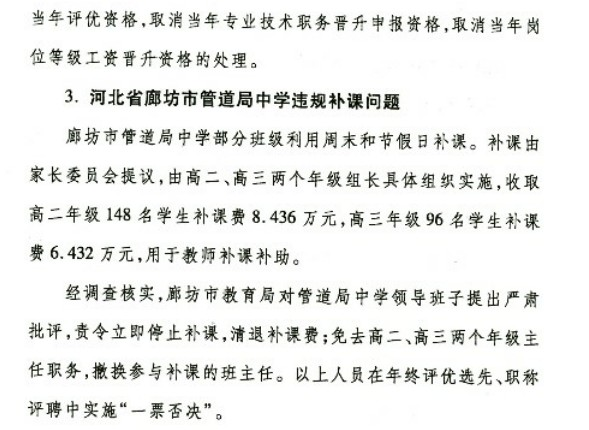 当年评优资格,取消当年专业技术职务晋升申报资格,取消当年岗
位等级工资晋升资格的处理。
3. 河北省廊坊市管道局中学违规补课问题
廊坊市管道局中学部分班级利用周末和节假日补课。补课由
家长委员会提议,由高二、高三两个年级组长具体组织实施,收取
高二年级 148 名学生补课费 8.436 万元,高三年级 96 名学生补课
费 6.432 万元,用于教师补课补助。
经调查核实,廊坊市教育局对管道局中学领导班子提出严肃
批评,责令立即停止补课,清退补课费;免去高二、高三两个年级主
任职务,撤换参与补课的班主任。以上人员在年终评优选先、职称
评聘中实施“一票否决”。